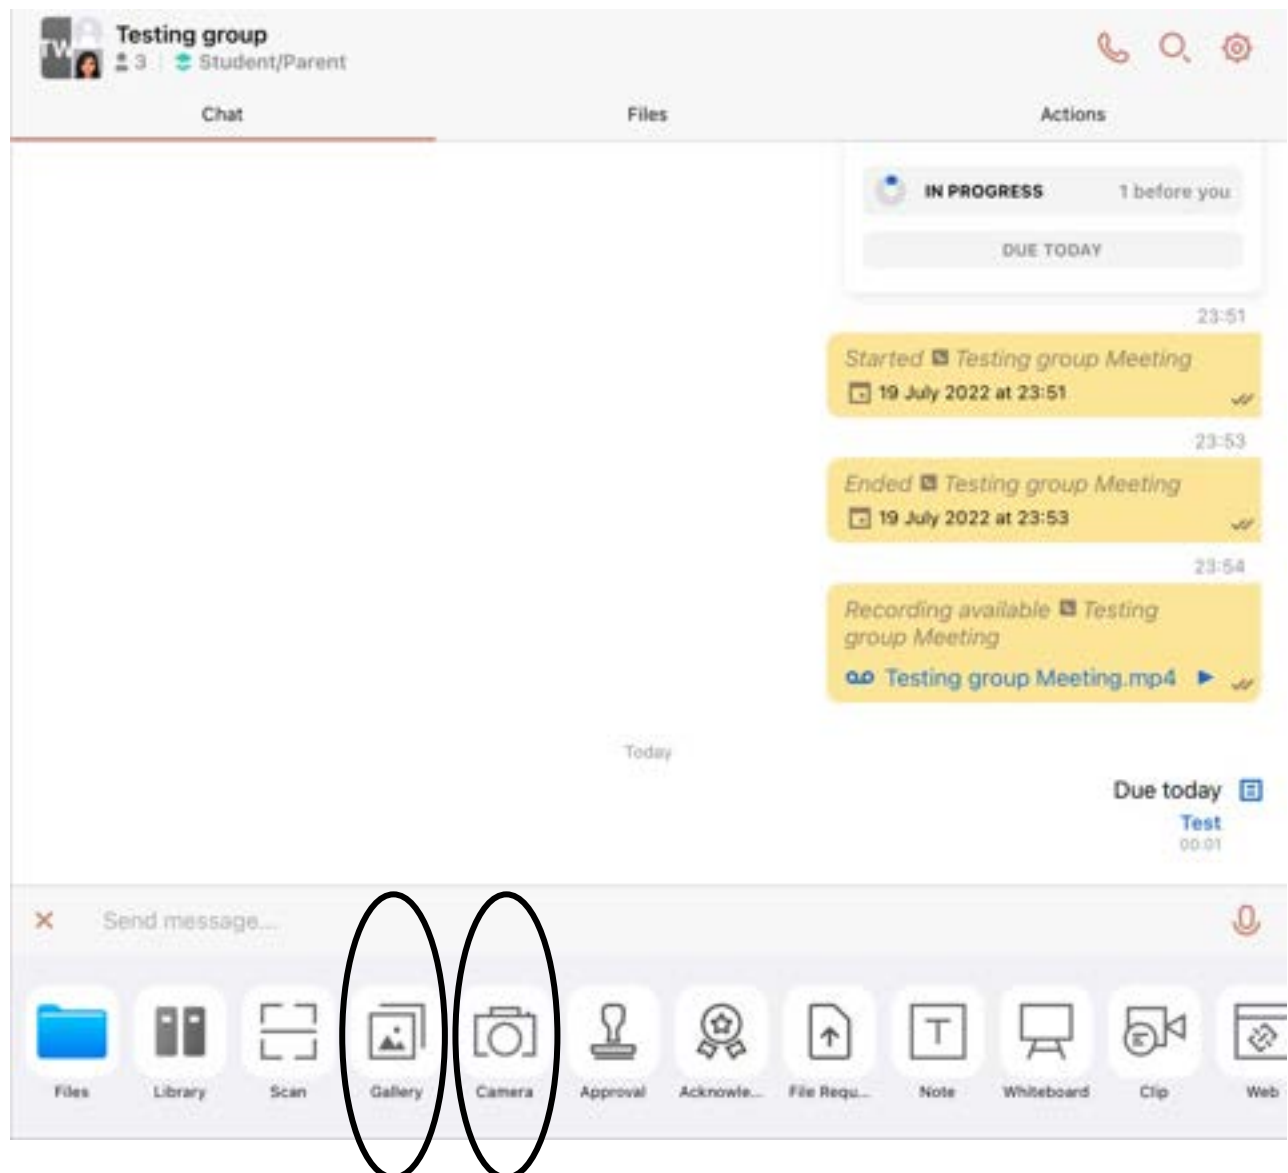 TW
Testing group
3 Student/Parent
Chat Files Actions
IN PROGRESS 1 before you
DUE TODAY
23:51
Started Testing group Meeting
19 July 2022 at 23:51
23:53
Ended Testing group Meeting
19 July 2022 at 23:53
23:54
Recording available Testing
group Meeting
Testing group Meeting.mp4
Today
Due today
Test
00:01
Send message...
Files Library Scan Gallery Camera Approval Acknowle... File Requ... Note Whiteboard Clip Web